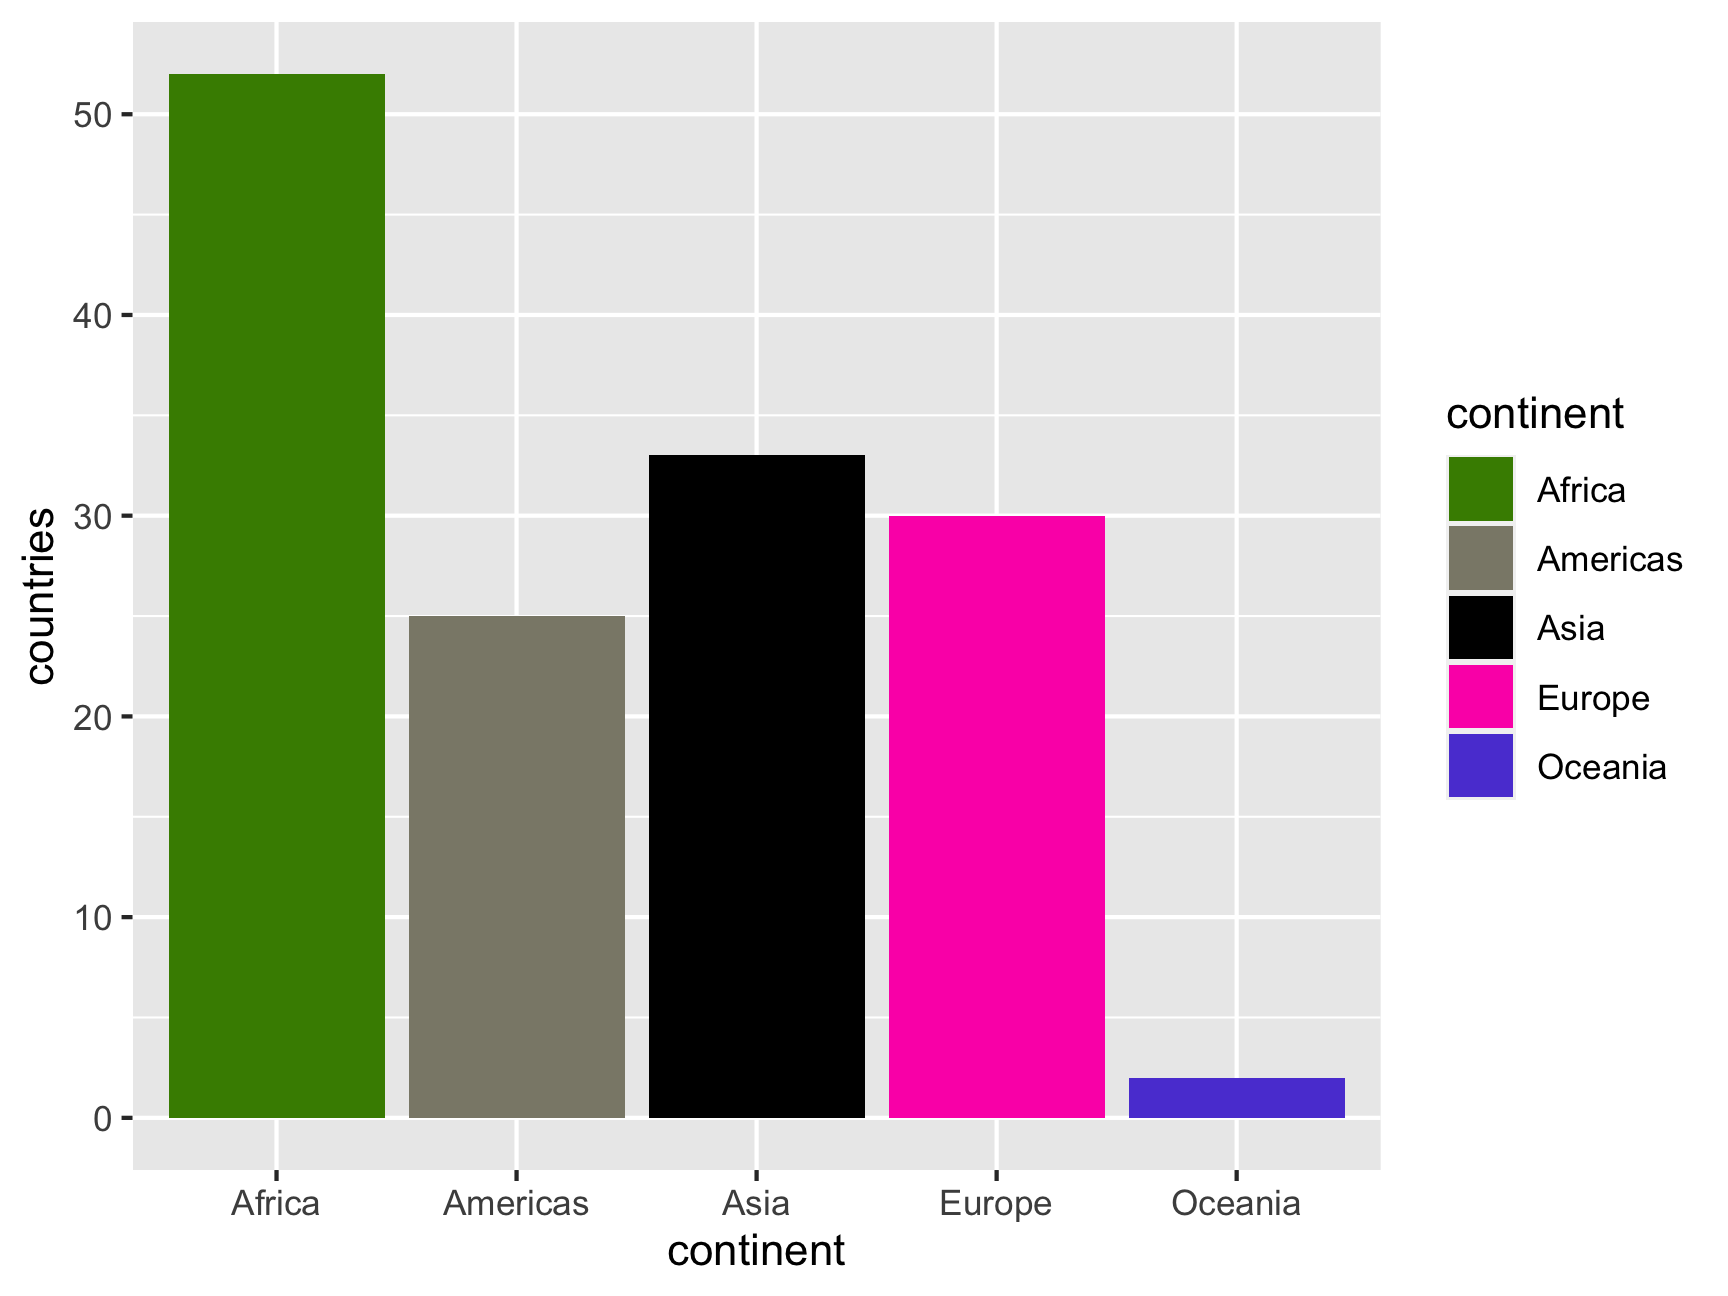 countries
50
40
30
20
10
0
Africa Americas Asia Europe Oceania
continent
continent
Africa
Americas
Asia
Europe
Oceania